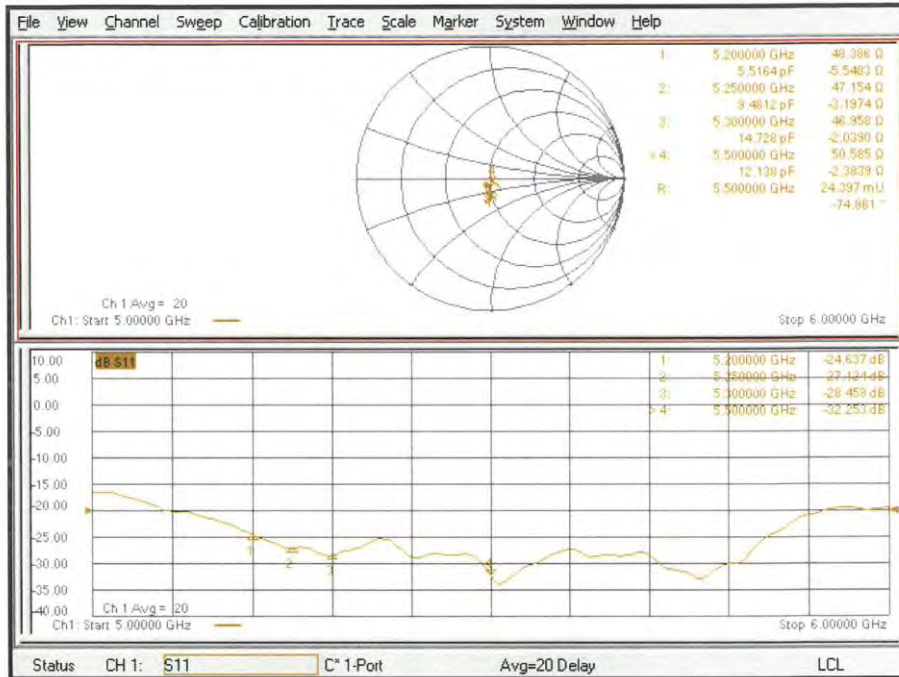 File View Channel Sweep Calibration Trace Scale Marker System Window Help
1: 5.200000 GHz 48.386 Ω
5.5164 pF -5.5483 Ω
2: 5.250000 GHz 47.154 Ω
9.4812 pF -3.1974 Ω
3: 5.300000 GHz 46.958 Ω
14.728 pF -2.0390 Ω
> 4: 5.500000 GHz 50.585 Ω
12.138 pF -2.3839 Ω
R: 5.500000 GHz 24.397 mU
-74.861 °
Ch 1 Avg = 20
Ch1: Start 5.00000 GHz Stop 6.00000 GHz
10.00 dB S11
5.00
0.00
-5.00
-10.00
-15.00
-20.00
-25.00
-30.00
-35.00
-40.00
1: 5.200000 GHz -24.637 dB
2: 5.250000 GHz -27.134 dB
3: 5.300000 GHz -28.458 dB
> 4: 5.500000 GHz -32.253 dB
1
2
3
4
Ch 1 Avg = 20
Ch1: Start 5.00000 GHz Stop 6.00000 GHz
Status CH 1: S11 C* 1-Port Avg=20 Delay LCL